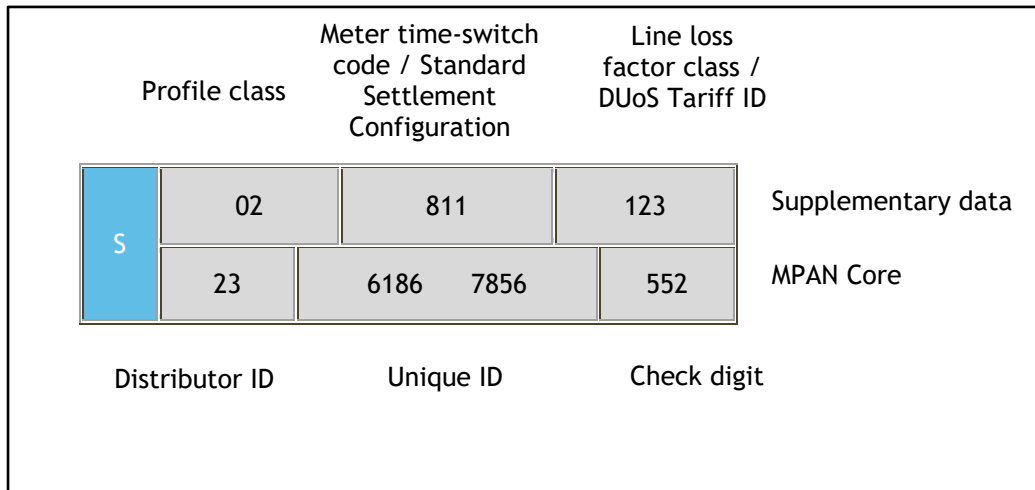 Profile class
Meter time-switch
code / Standard
Settlement
Configuration
Line loss
factor class /
DUoS Tariff ID
S
02 811 123 Supplementary data
23 6186 7856 552 MPAN Core
Distributor ID Unique ID Check digit